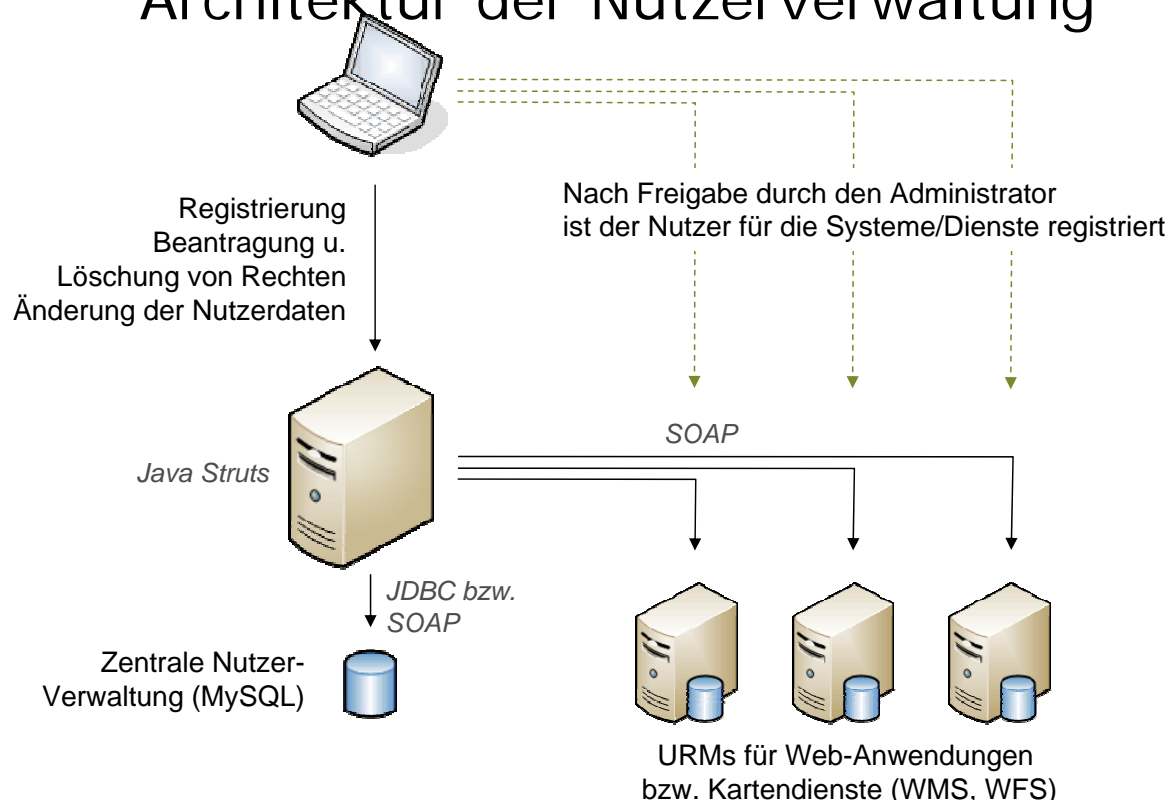 Architektur der Nutzerverwaltung
Registrierung
Beantragung u.
Löschung von Rechten
Änderung der Nutzerdaten
Nach Freigabe durch den Administrator
ist der Nutzer für die Systeme/Dienste registriert
Java Struts
SOAP
JDBC bzw.
SOAP
Zentrale Nutzer-
Verwaltung (MySQL)
URMs für Web-Anwendungen
bzw. Kartendienste (WMS, WFS)